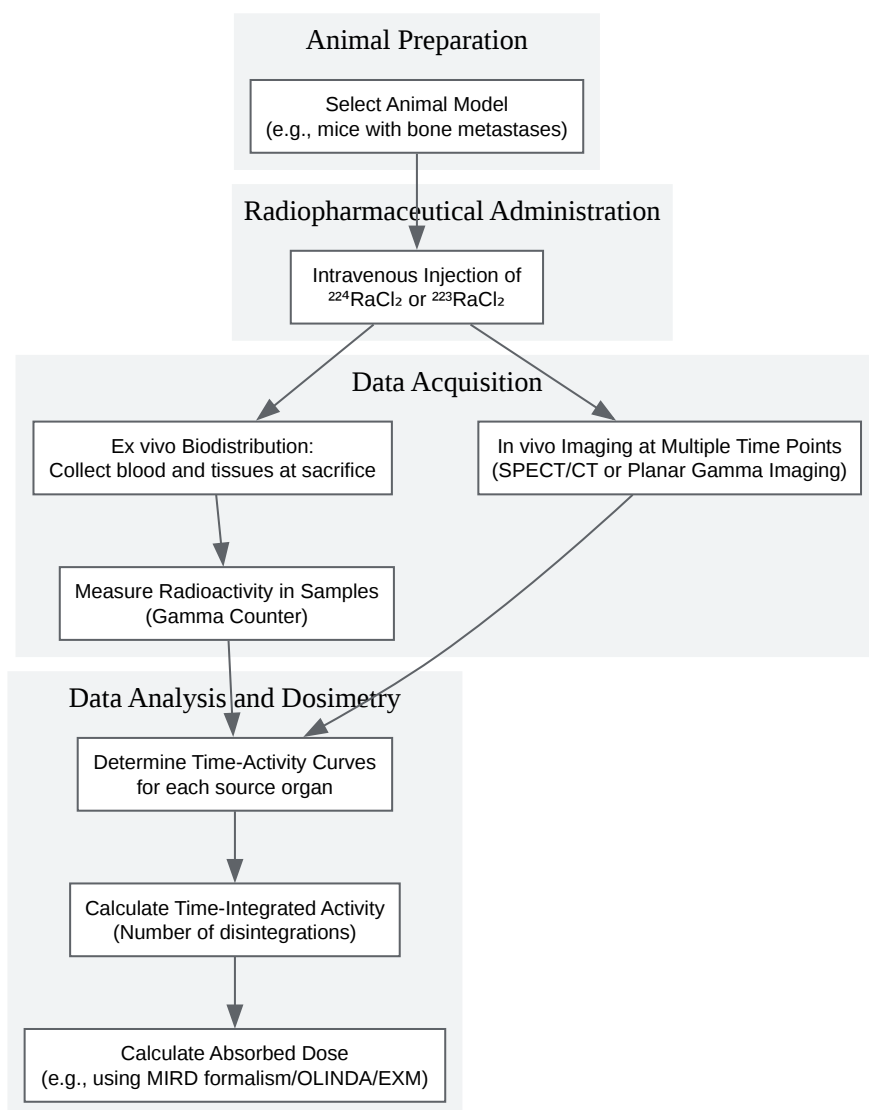 Animal Preparation
Select Animal Model
(e.g., mice with bone metastases)
Radiopharmaceutical Administration
Intravenous Injection of
²²⁴RaCl₂ or ²²³RaCl₂
Data Acquisition
Ex vivo Biodistribution:
Collect blood and tissues at sacrifice
In vivo Imaging at Multiple Time Points
(SPECT/CT or Planar Gamma Imaging)
Measure Radioactivity in Samples
(Gamma Counter)
Data Analysis and Dosimetry
Determine Time-Activity Curves
for each source organ
Calculate Time-Integrated Activity
(Number of disintegrations)
Calculate Absorbed Dose
(e.g., using MIRD formalism/OLINDA/EXM)